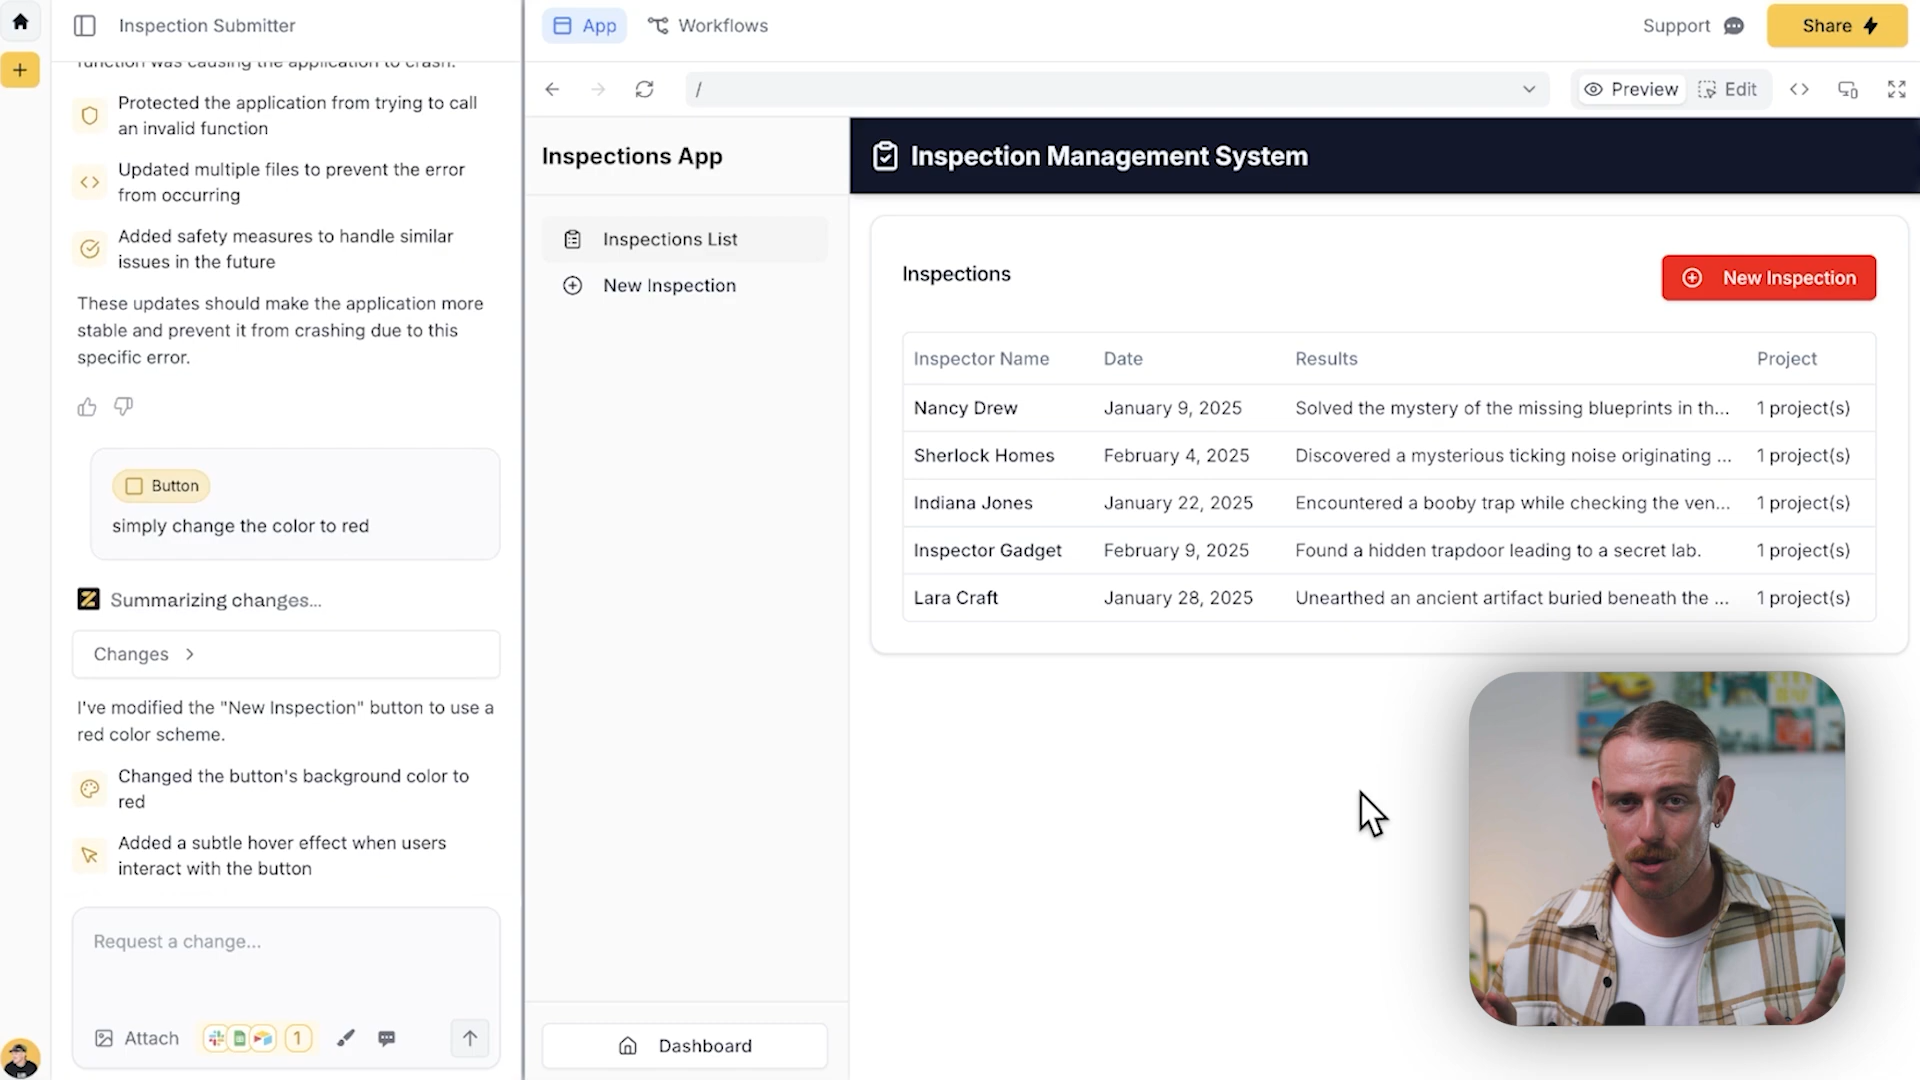 Inspection Submitter
function was causing the application to crash.
Protected the application from trying to call
an invalid function
Updated multiple files to prevent the error
from occurring
Added safety measures to handle similar
issues in the future
These updates should make the application more
stable and prevent it from crashing due to this
specific error.
Button
simply change the color to red
Summarizing changes...
Changes
I've modified the "New Inspection" button to use a
red color scheme.
Changed the button's background color to
red
Added a subtle hover effect when users
interact with the button
Request a change...
Attach
1
App
Workflows
Support
Share
/
Preview
Edit
Inspections App
Inspections List
New Inspection
Dashboard
Inspection Management System
Inspections
New Inspection
Inspector Name Date Results Project
Nancy Drew January 9, 2025 Solved the mystery of the missing blueprints in th... 1 project(s)
Sherlock Homes February 4, 2025 Discovered a mysterious ticking noise originating ... 1 project(s)
Indiana Jones January 22, 2025 Encountered a booby trap while checking the ven... 1 project(s)
Inspector Gadget February 9, 2025 Found a hidden trapdoor leading to a secret lab. 1 project(s)
Lara Craft January 28, 2025 Unearthed an ancient artifact buried beneath the ... 1 project(s)